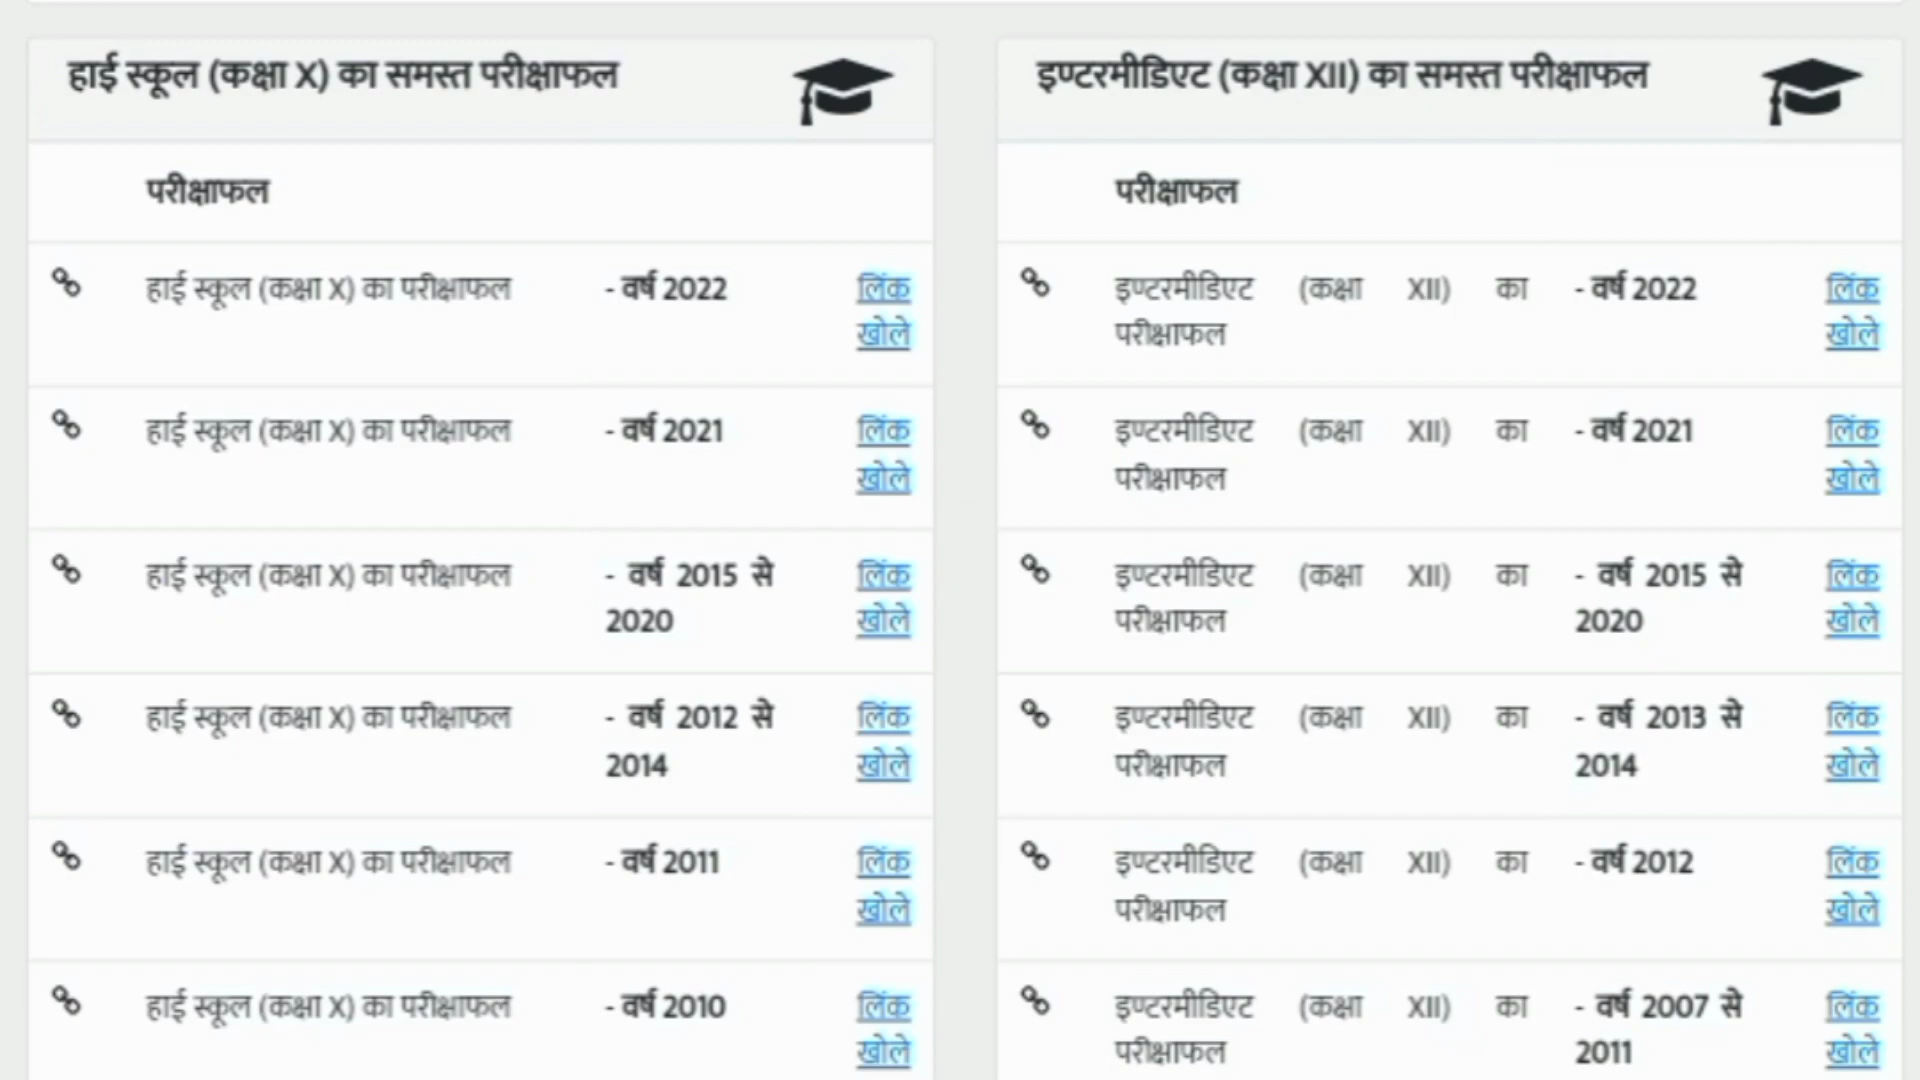 हाई स्कूल (कक्षा X) का समस्त परीक्षाफल
परीक्षाफल
हाई स्कूल (कक्षा X) का परीक्षाफल - वर्ष 2022 लिंक
खोले
हाई स्कूल (कक्षा X) का परीक्षाफल - वर्ष 2021 लिंक
खोले
हाई स्कूल (कक्षा X) का परीक्षाफल - वर्ष 2015 से लिंक
2020 खोले
हाई स्कूल (कक्षा X) का परीक्षाफल - वर्ष 2012 से लिंक
2014 खोले
हाई स्कूल (कक्षा X) का परीक्षाफल - वर्ष 2011 लिंक
खोले
हाई स्कूल (कक्षा X) का परीक्षाफल - वर्ष 2010 लिंक
खोले
इण्टरमीडिएट (कक्षा XII) का समस्त परीक्षाफल
परीक्षाफल
इण्टरमीडिएट (कक्षा XII) का - वर्ष 2022 लिंक
परीक्षाफल खोले
इण्टरमीडिएट (कक्षा XII) का - वर्ष 2021 लिंक
परीक्षाफल खोले
इण्टरमीडिएट (कक्षा XII) का - वर्ष 2015 से लिंक
परीक्षाफल 2020 खोले
इण्टरमीडिएट (कक्षा XII) का - वर्ष 2013 से लिंक
परीक्षाफल 2014 खोले
इण्टरमीडिएट (कक्षा XII) का - वर्ष 2012 लिंक
परीक्षाफल खोले
इण्टरमीडिएट (कक्षा XII) का - वर्ष 2007 से लिंक
परीक्षाफल 2011 खोले